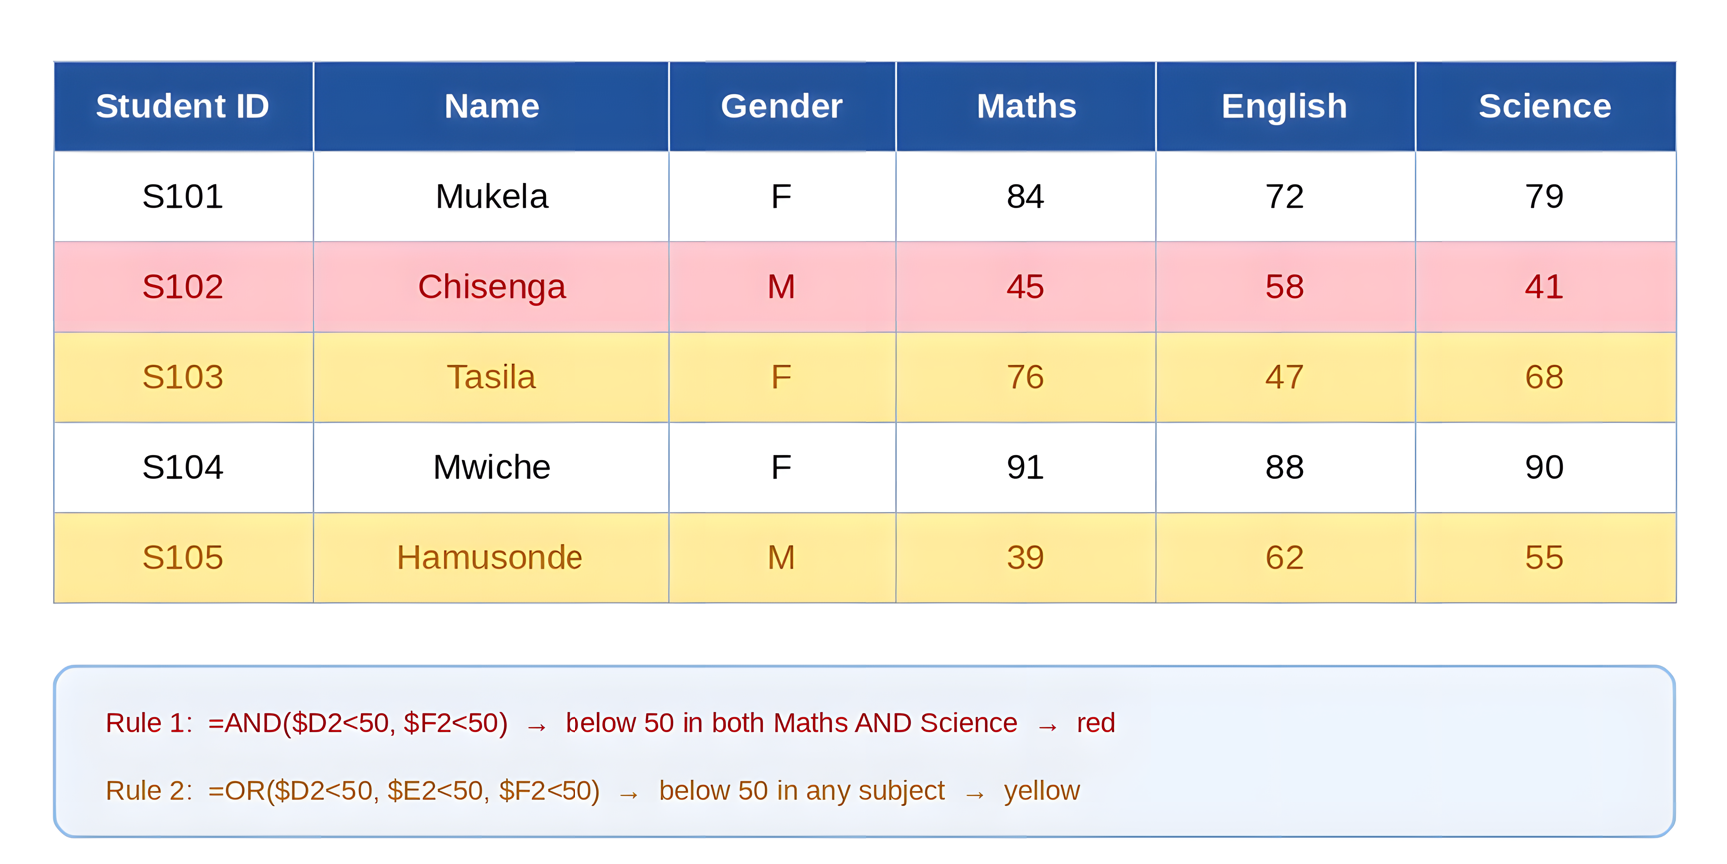 Student ID Name Gender Maths English Science
S101 Mukela F 84 72 79
S102 Chisenga M 45 58 41
S103 Tasila F 76 47 68
S104 Mwiche F 91 88 90
S105 Hamusonde M 39 62 55
Rule 1: =AND($D2<50, $F2<50) → below 50 in both Maths AND Science → red
Rule 2: =OR($D2<50, $E2<50, $F2<50) → below 50 in any subject → yellow